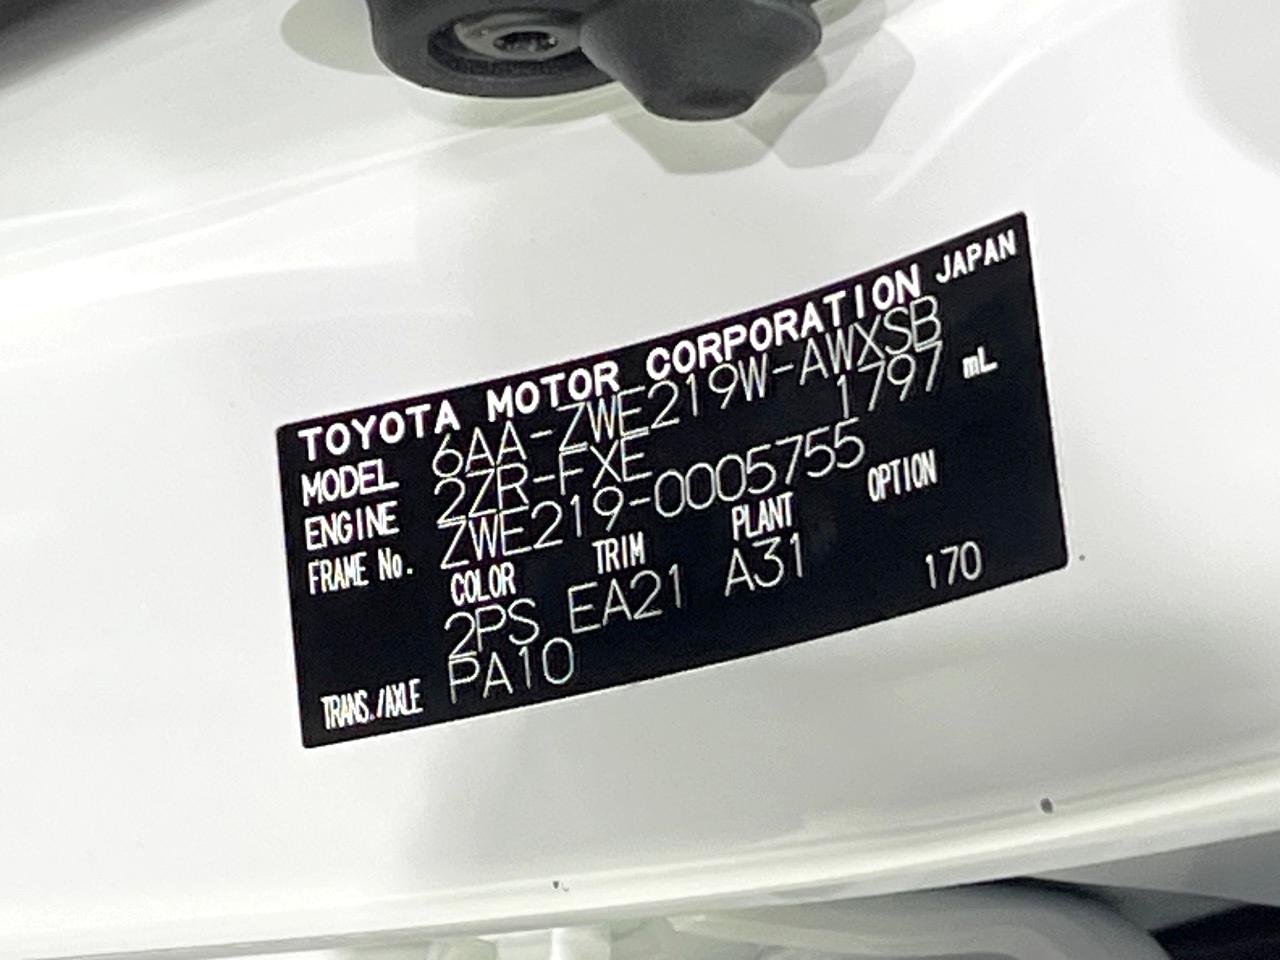 TOYOTA MOTOR CORPORATION JAPAN
MODEL 6AA-ZWE219W-AWXSB
ENGINE 2ZR-FXE 1797 mL
FRAME No. ZWE219-0005755
COLOR TRIM PLANT OPTION
2PS EA21 A31 170
TRANS./AXLE PA10